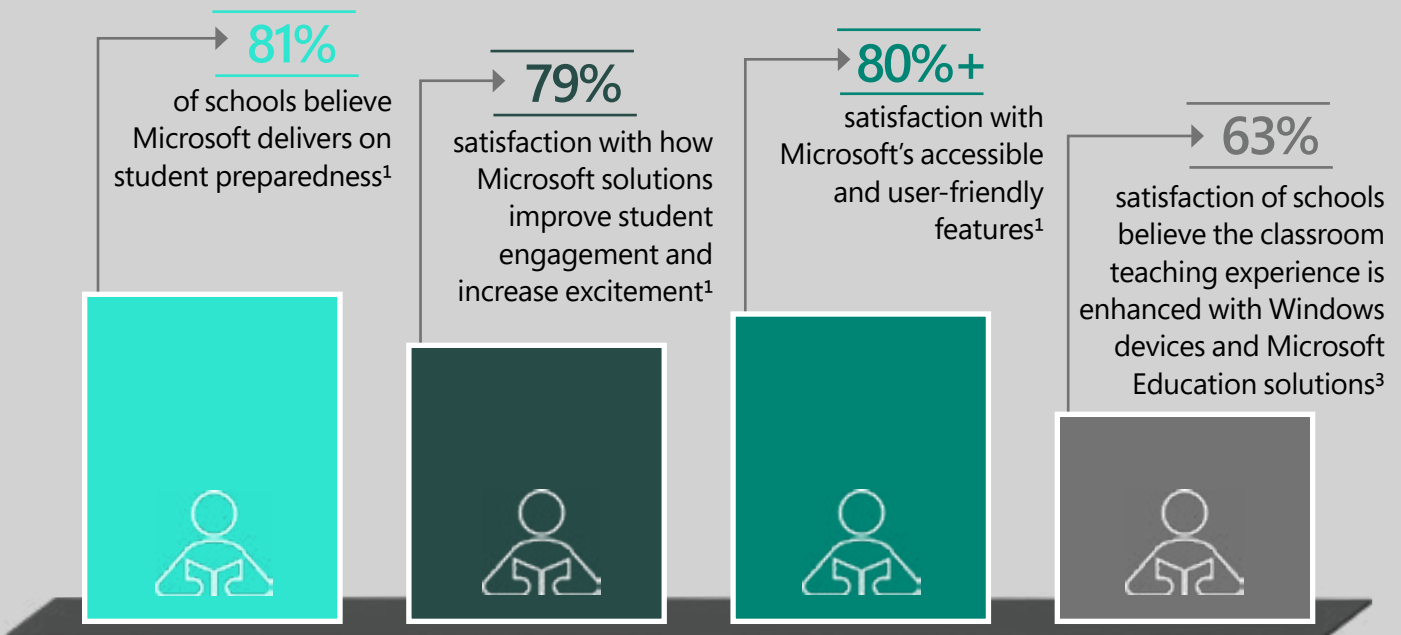 81%
of schools believe
Microsoft delivers on
student preparedness¹
79%
satisfaction with how
Microsoft solutions
improve student
engagement and
increase excitement¹
80%+
satisfaction with
Microsoft’s accessible
and user-friendly
features¹
63%
satisfaction of schools
believe the classroom
teaching experience is
enhanced with Windows
devices and Microsoft
Education solutions³